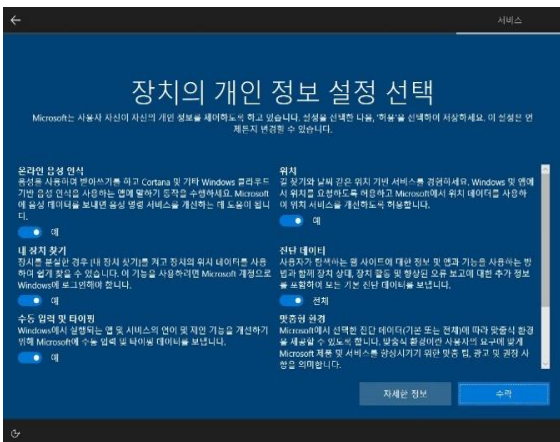 서비스
장치의 개인 정보 설정 선택
Microsoft는 사용자 자신이 자신의 개인 정보를 제어하도록 하고 있습니다. 설정을 선택한 다음, '허용'을 선택하여 저장하세요. 이 설정은 언
제든지 변경할 수 있습니다.
온라인 음성 인식
음성을 사용하여 받아쓰기를 하고 Cortana 및 기타 Windows 클라우드
기반 음성 인식을 사용하는 앱에 말하기 동작을 수행하세요. Microsoft
에 음성 데이터를 보내면 음성 명령 서비스를 개선하는 데 도움이 됩니
다.
예
내 장치 찾기
장치를 분실한 경우 [내 장치 찾기]를 켜고 장치의 위치 데이터를 사용
하여 쉽게 찾을 수 있습니다. 이 기능을 사용하려면 Microsoft 계정으로
Windows에 로그인해야 합니다.
예
수동 입력 및 타이핑
Windows에서 실행되는 앱 및 서비스의 언어 및 제안 기능을 개선하기
위해 Microsoft에 수동 입력 및 타이핑 데이터를 보냅니다.
예
위치
길 찾기와 날씨 같은 위치 기반 서비스를 경험하세요. Windows 및 앱에
서 위치를 요청하도록 허용하고 Microsoft에서 위치 데이터를 사용하
여 위치 서비스를 개선하도록 허용합니다.
예
진단 데이터
사용자가 탐색하는 웹 사이트에 대한 정보 및 앱과 기능을 사용하는 방
법과 함께 장치 상태, 장치 활동 및 향상된 오류 보고에 대한 추가 정보
를 포함하여 모든 기본 진단 데이터를 보냅니다.
전체
맞춤형 환경
Microsoft에서 선택한 진단 데이터(기본 또는 전체)에 따라 맞춤식 환경
을 제공할 수 있도록 합니다. 맞춤식 환경이란 사용자의 요구에 맞게
Microsoft 제품 및 서비스를 향상시키기 위한 맞춤 팁, 광고 및 권장 사
항을 의미합니다.
자세한 정보
수락